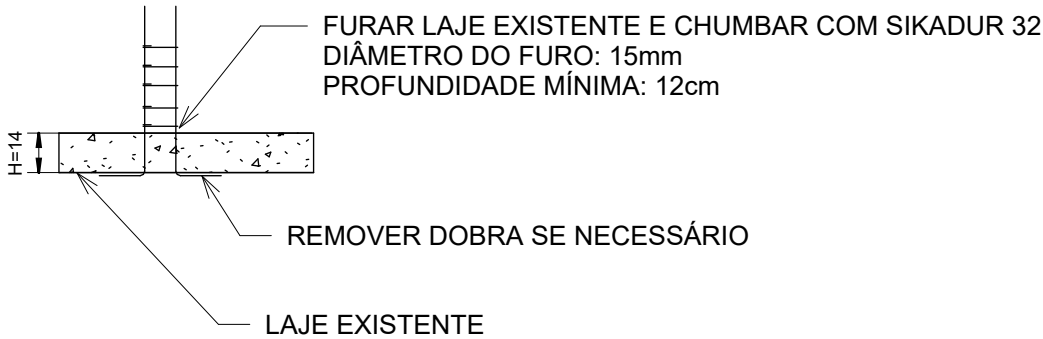 FURAR LAJE EXISTENTE E CHUMBAR COM SIKADUR 32
DIÂMETRO DO FURO: 15mm
PROFUNDIDADE MÍNIMA: 12cm
H=14
REMOVER DOBRA SE NECESSÁRIO
LAJE EXISTENTE